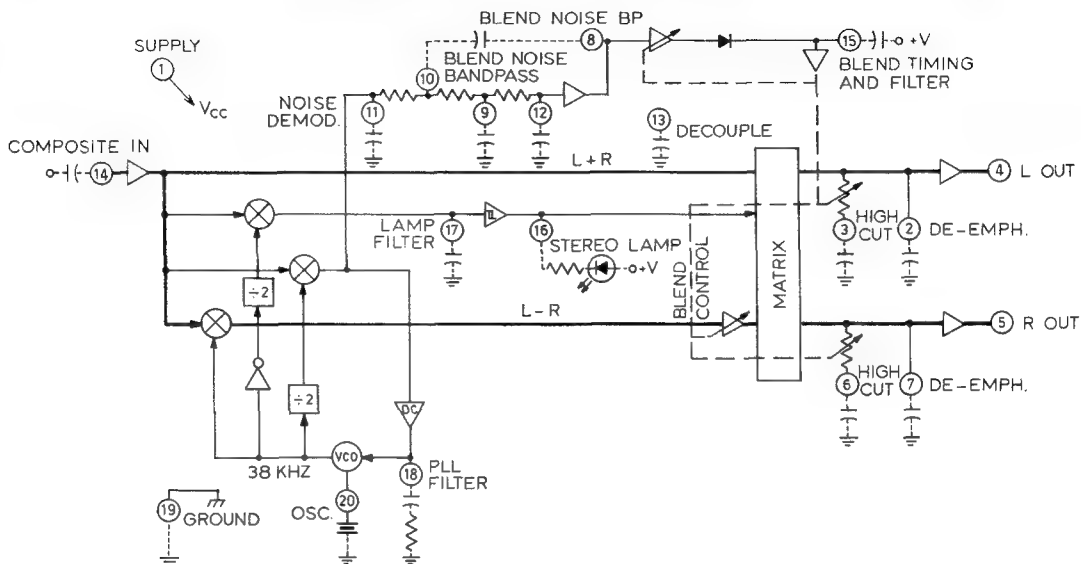 BLEND NOISE BP
8
SUPPLY
1
Vcc
10
BLEND NOISE
BANDPASS
15
+V
BLEND TIMING
AND FILTER
NOISE
DEMOD.
11
9
12
13
DECOUPLE
COMPOSITE IN
14
L+R
4
L OUT
LAMP
FILTER
17
16
STEREO LAMP
+V
3
HIGH
CUT
2
DE-EMPH.
÷2
BLEND
CONTROL
MATRIX
L-R
5
R OUT
÷2
6
HIGH
CUT
7
DE-EMPH.
DC
VCO
38 KHZ
18
PLL
FILTER
19
GROUND
OSC.
20